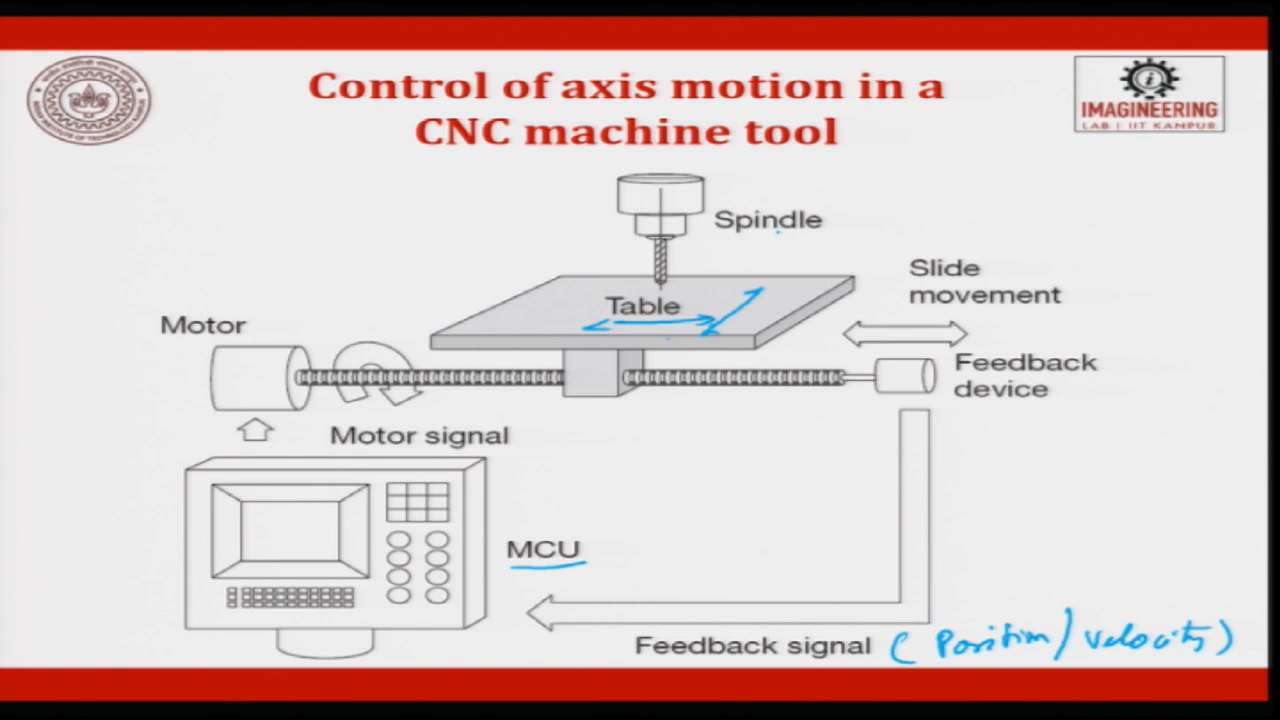 Control of axis motion in a
CNC machine tool
IMAGINEERING
LAB | IIT KANPUR
Spindle
Slide
movement
Table
Motor
Feedback
device
Motor signal
MCU
Feedback signal (Position/velocity)